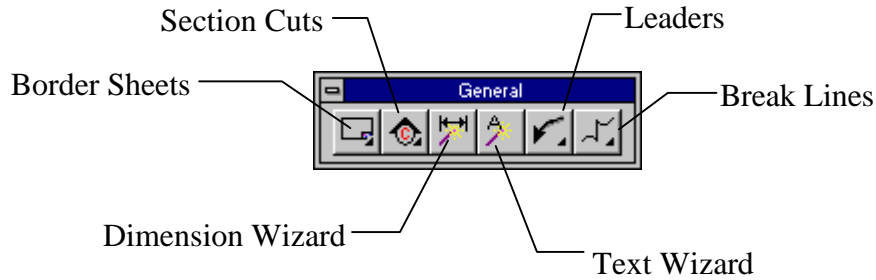 Section Cuts
Leaders
Border Sheets
General
Break Lines
C
A
Dimension Wizard
Text Wizard